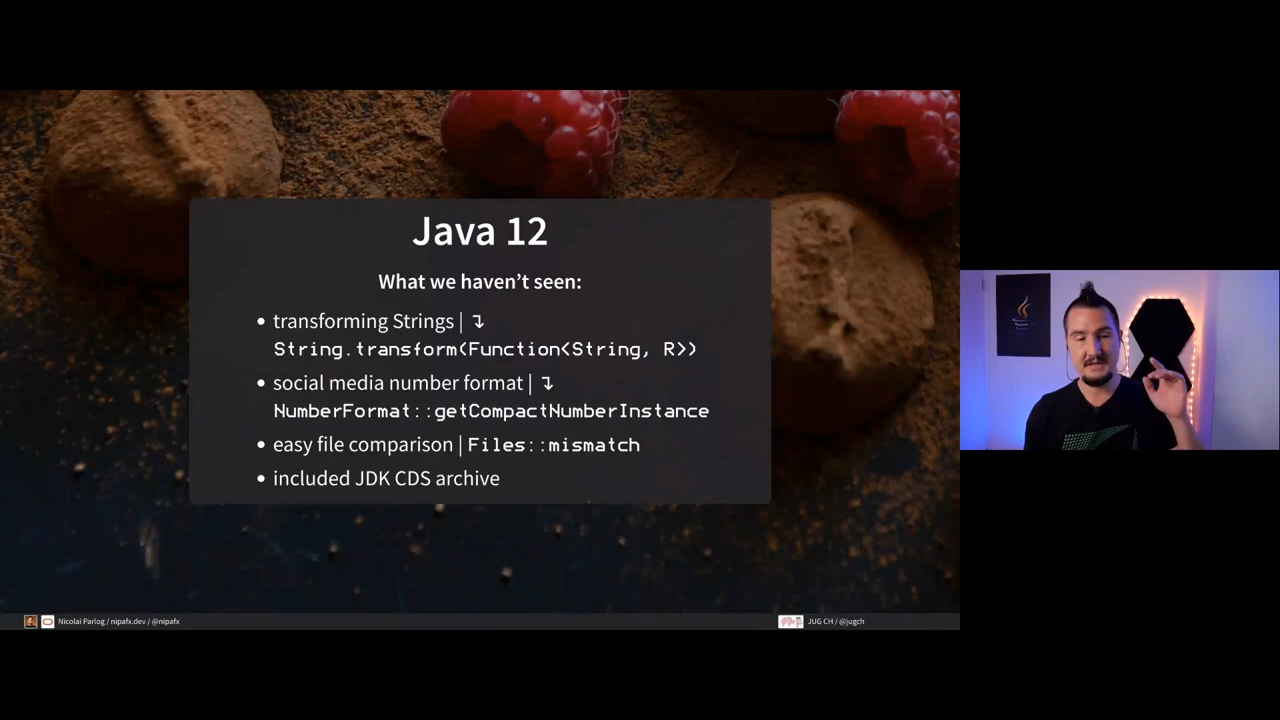 Java 12
What we haven’t seen:
• transforming Strings | ↴
String.transform(Function<String, R>)
• social media number format | ↴
NumberFormat::getCompactNumberInstance
• easy file comparison | Files::mismatch
• included JDK CDS archive
Nicolai Parlog / nipafx.dev / @nipafx
JUG CH / @jugch